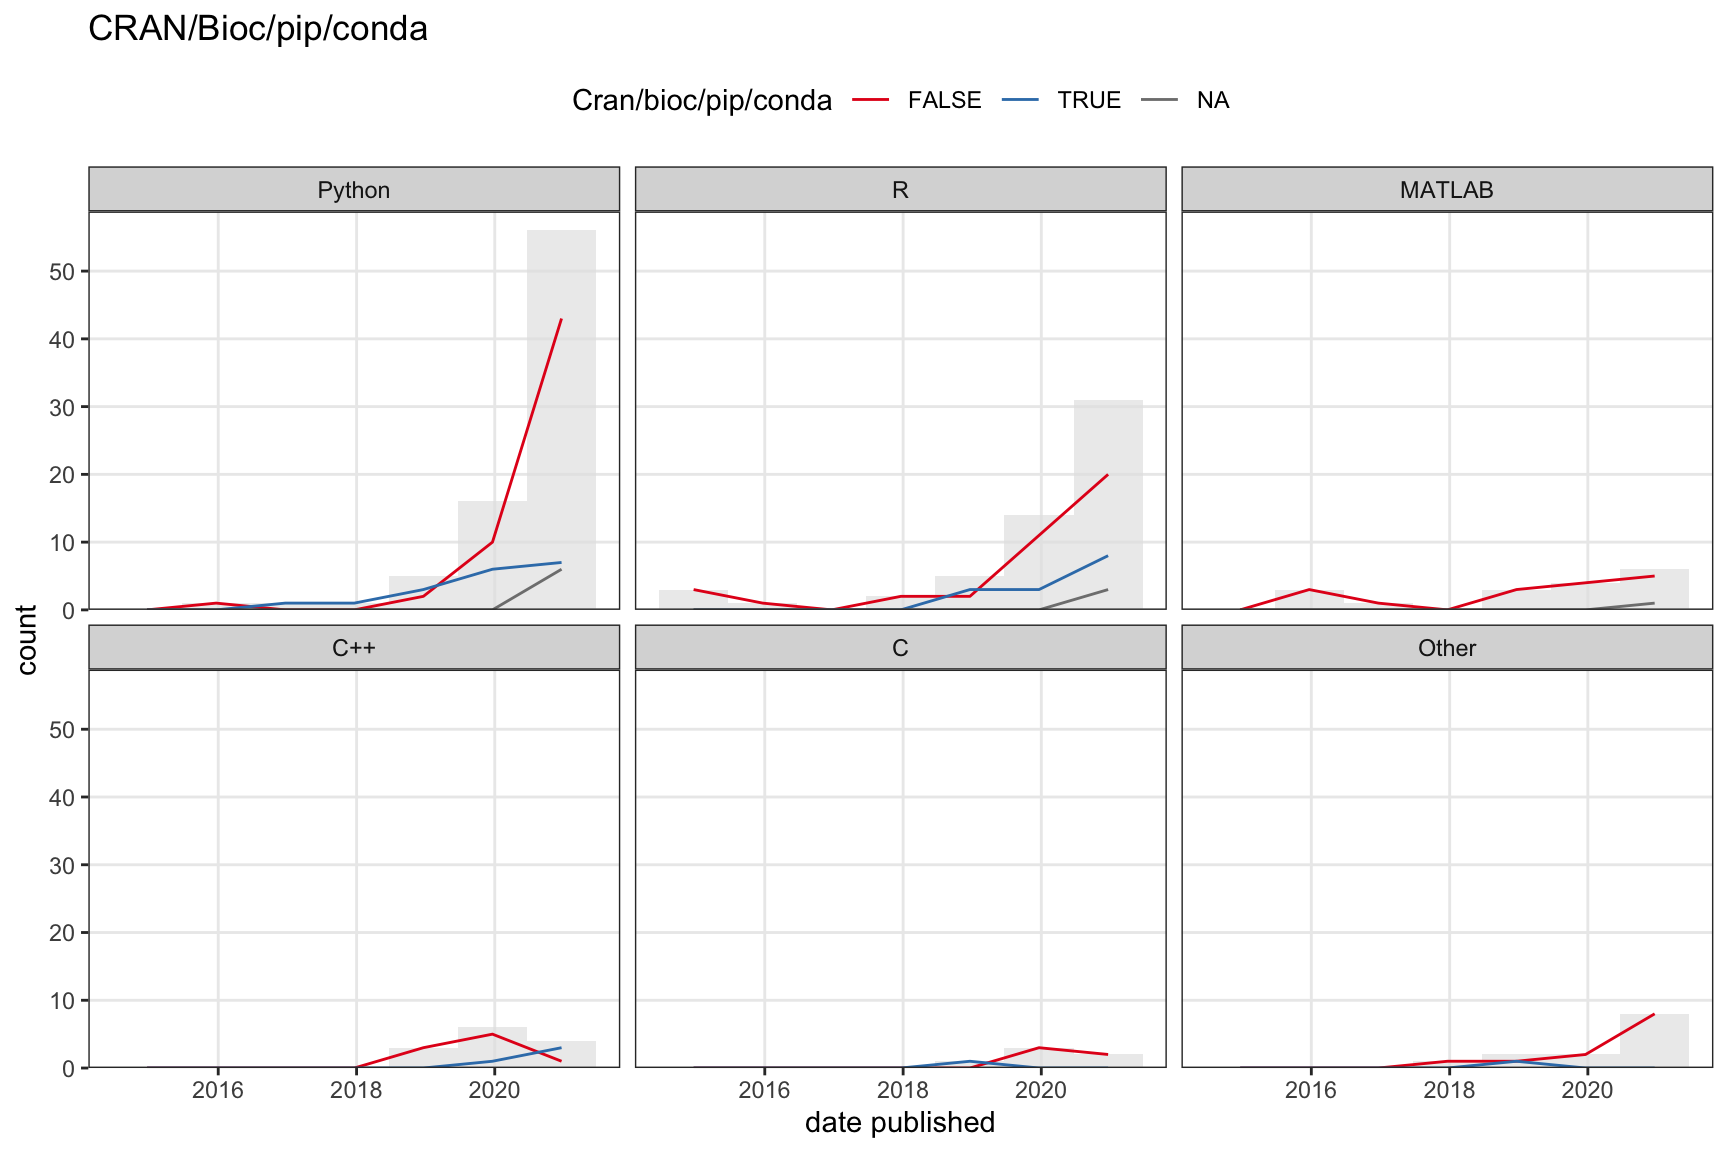 CRAN/Bioc/pip/conda
Cran/bioc/pip/conda FALSE TRUE NA
Python R MATLAB
50
40
30
20
10
0
count
C++ C Other
50
40
30
20
10
0
2016 2018 2020 2016 2018 2020 2016 2018 2020
date published